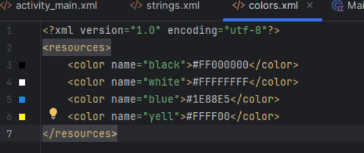 activity_main.xml
strings.xml
colors.xml
Mai
1
<?xml version="1.0" encoding="utf-8"?>
2
<resources>
3
<color name="black">#FF000000</color>
4
<color name="white">#FFFFFFFF</color>
5
<color name="blue">#1E88E5</color>
6
<color name="yell">#FFFF00</color>
7
</resources>